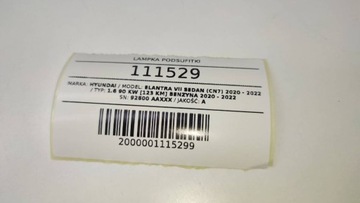 LAMPKA PODSUFITKI
111529
MARKA: HYUNDAI / MODEL: ELANTRA VII SEDAN (CN7) 2020 - 2022
/ TYP: 1.6 90 KW [123 KM] BENZYNA 2020 - 2022
SN: 92800 AAXXX / JAKOŚĆ: A
2000001115299